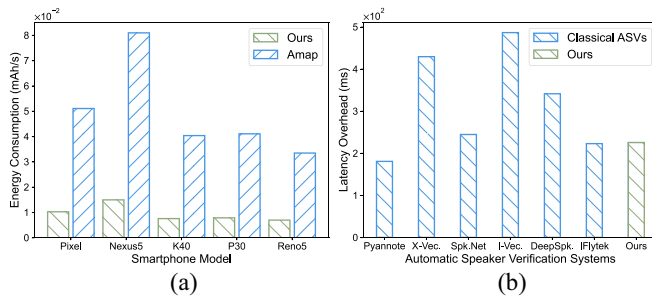 ×10⁻²
8
7
6
5
4
3
2
1
0
Energy Consumption (mAh/s)
Ours
Amap
Pixel Nexus5 K40 P30 Reno5
Smartphone Model
(a)
×10²
5
4
3
2
1
0
Latency Overhead (ms)
Classical ASVs
Ours
Pyannote X-Vec. Spk.Net I-Vec. DeepSpk. IFlytek Ours
Automatic Speaker Verification Systems
(b)